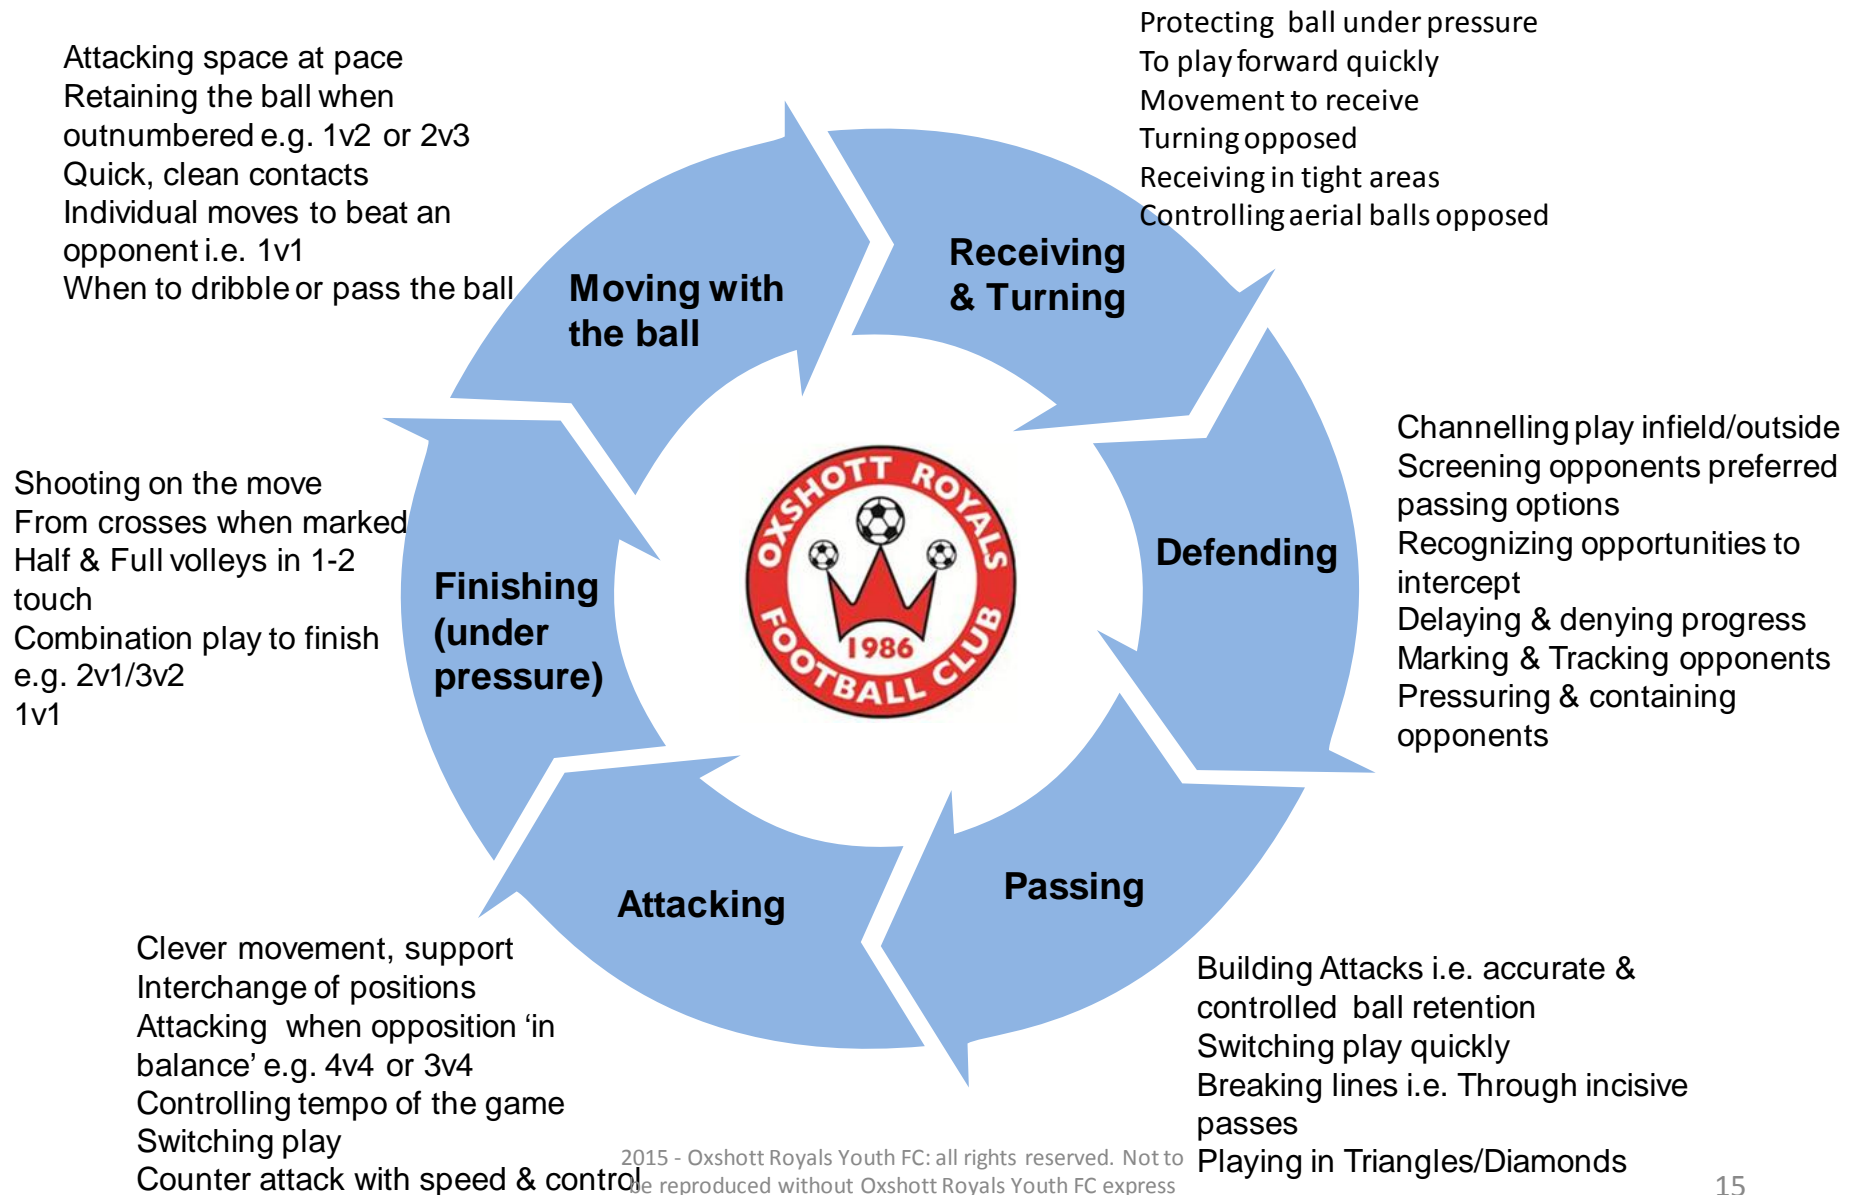 Attacking space at pace
Retaining the ball when
outnumbered e.g. 1v2 or 2v3
Quick, clean contacts
Individual moves to beat an
opponent i.e. 1v1
When to dribble or pass the ball
Protecting ball under pressure
To play forward quickly
Movement to receive
Turning opposed
Receiving in tight areas
Controlling aerial balls opposed
Moving with
the ball
Receiving
& Turning
Shooting on the move
From crosses when marked
Half & Full volleys in 1-2
touch
Combination play to finish
e.g. 2v1/3v2
1v1
Finishing
(under
pressure)
OXSHOTT ROYALS
1986
FOOTBALL CLUB
Defending
Channelling play infield/outside
Screening opponents preferred
passing options
Recognizing opportunities to
intercept
Delaying & denying progress
Marking & Tracking opponents
Pressuring & containing
opponents
Attacking
Passing
Clever movement, support
Interchange of positions
Attacking when opposition ‘in
balance’ e.g. 4v4 or 3v4
Controlling tempo of the game
Switching play
Counter attack with speed & control
Building Attacks i.e. accurate &
controlled ball retention
Switching play quickly
Breaking lines i.e. Through incisive
passes
Playing in Triangles/Diamonds
2015 - Oxshott Royals Youth FC: all rights reserved. Not to
be reproduced without Oxshott Royals Youth FC express
15